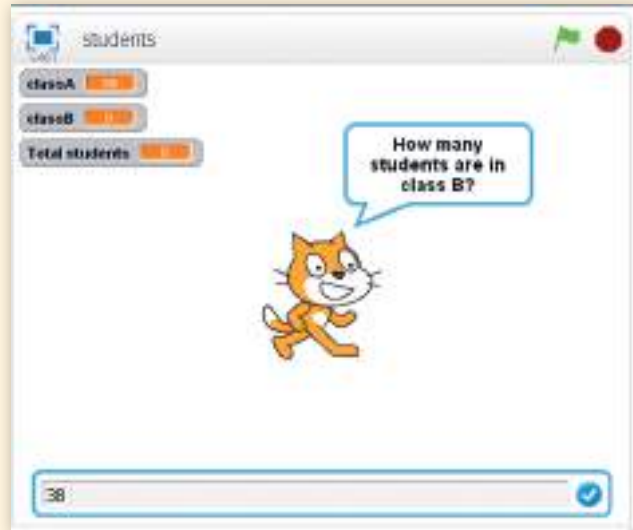 students
classA
classB
Total students
How many
students are in
class B?
38